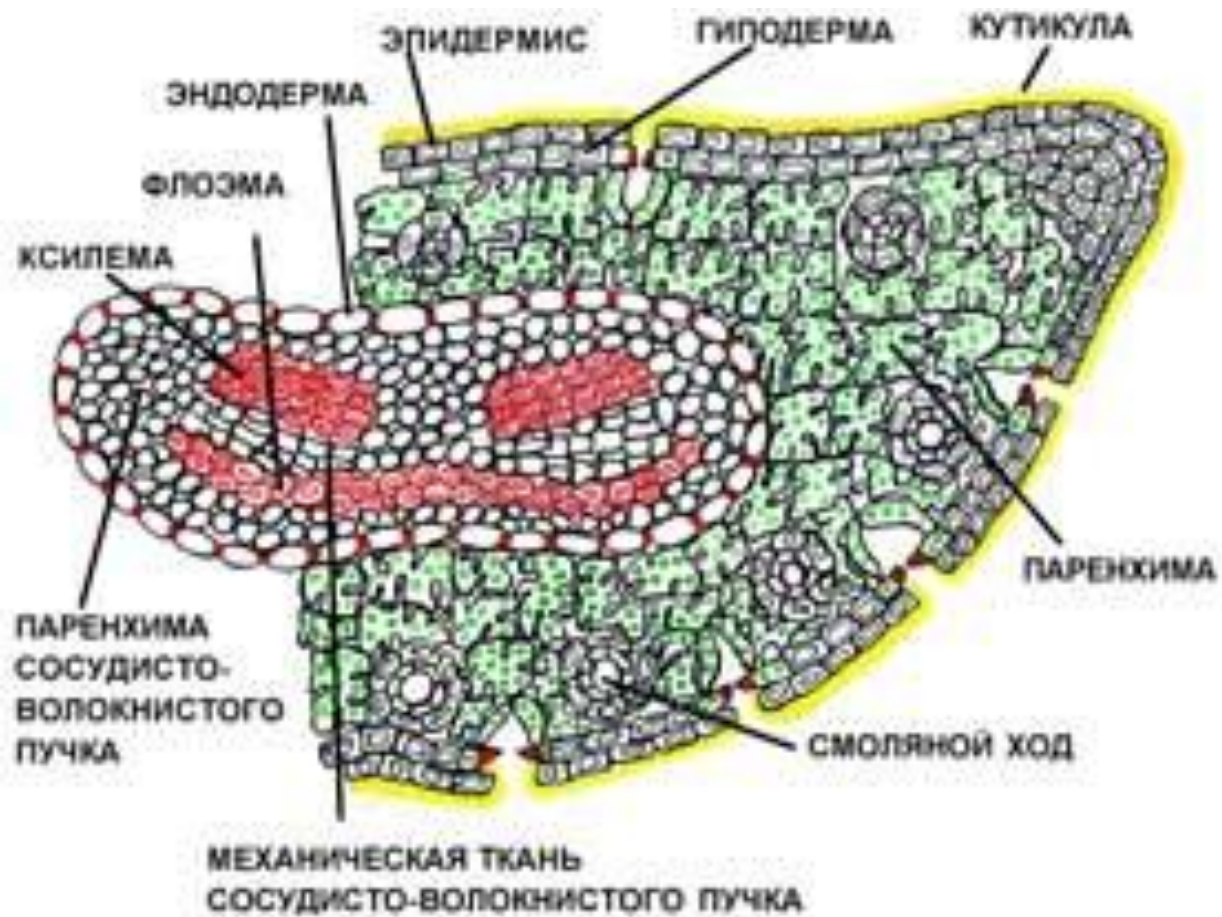 ЭПИДЕРМИС
ГИПОДЕРМА
КУТИКУЛА
ЭНДОДЕРМА
ФЛОЭМА
КСИЛЕМА
ПАРЕНХИМА
ПАРЕНХИМА
СОСУДИСТО-
ВОЛОКНИСТОГО
ПУЧКА
СМОЛЯНОЙ ХОД
МЕХАНИЧЕСКАЯ ТКАНЬ
СОСУДИСТО-ВОЛОКНИСТОГО ПУЧКА